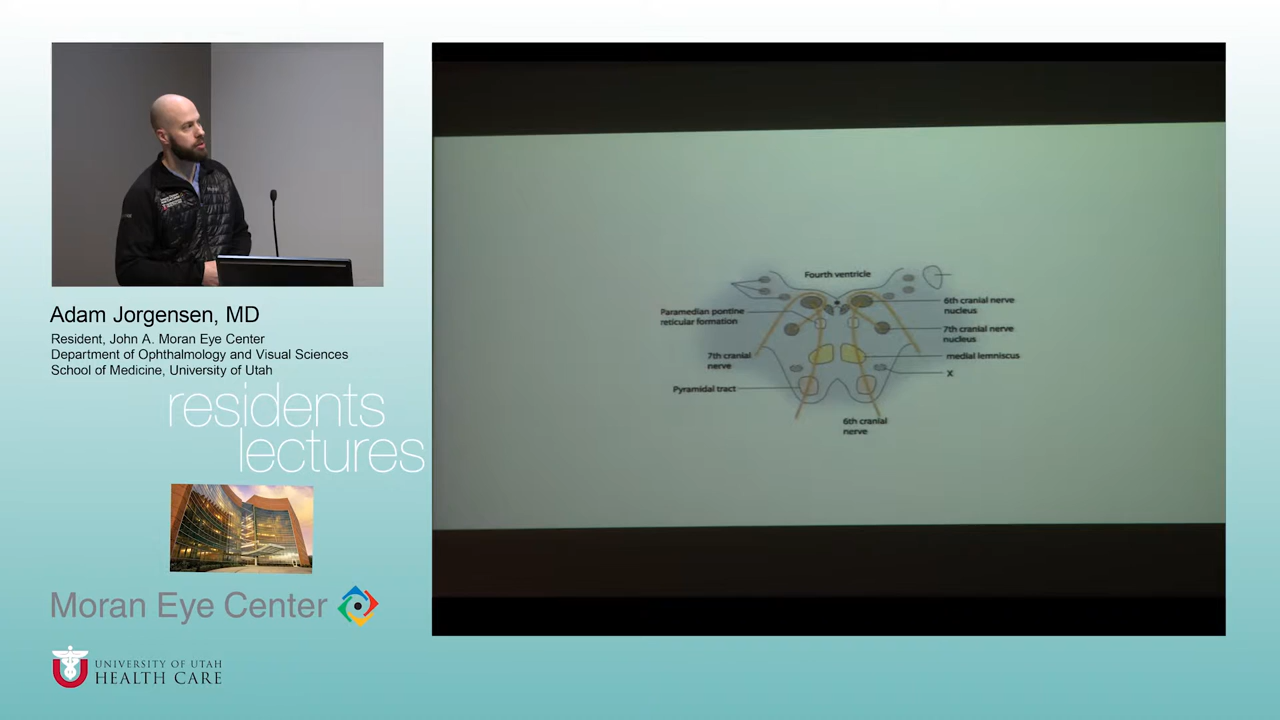 Adam Jorgensen, MD
Resident, John A. Moran Eye Center
Department of Ophthalmology and Visual Sciences
School of Medicine, University of Utah
residents
lectures
Moran Eye Center
UNIVERSITY OF UTAH
HEALTH CARE
Fourth ventricle
Paramedian pontine
reticular formation
7th cranial
nerve
Pyramidal tract
6th cranial nerve
nucleus
7th cranial nerve
nucleus
medial lemniscus
X
6th cranial
nerve